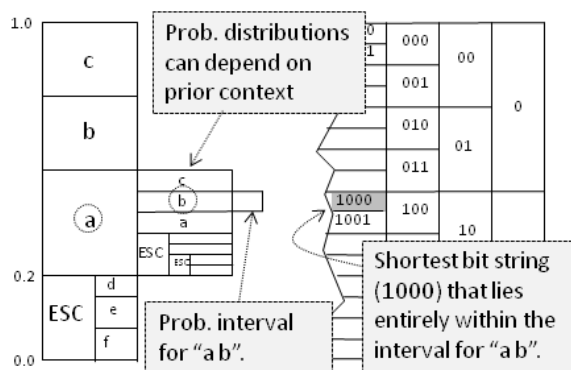 1.0
c
b
a
0.2
ESC
d
e
f
0.0
Prob. distributions
can depend on
prior context
c
b
a
ESC
ESC
Prob. interval
for “a b”.
0
1
000
001
010
011
1000
1001
100
00
01
10
0
Shortest bit string
(1000) that lies
entirely within the
interval for “a b”.